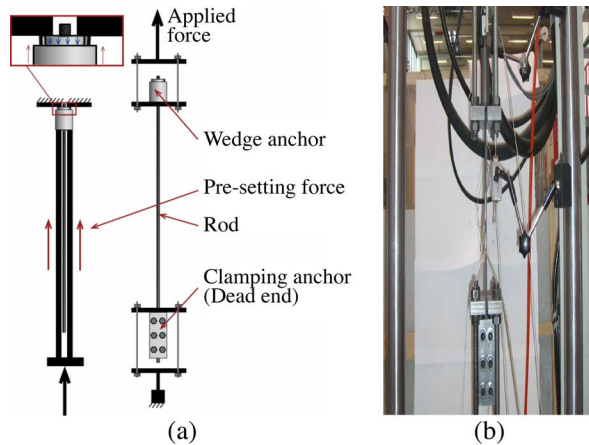 Applied
force
Wedge anchor
Pre-setting force
Rod
Clamping anchor
(Dead end)
(a)
(b)